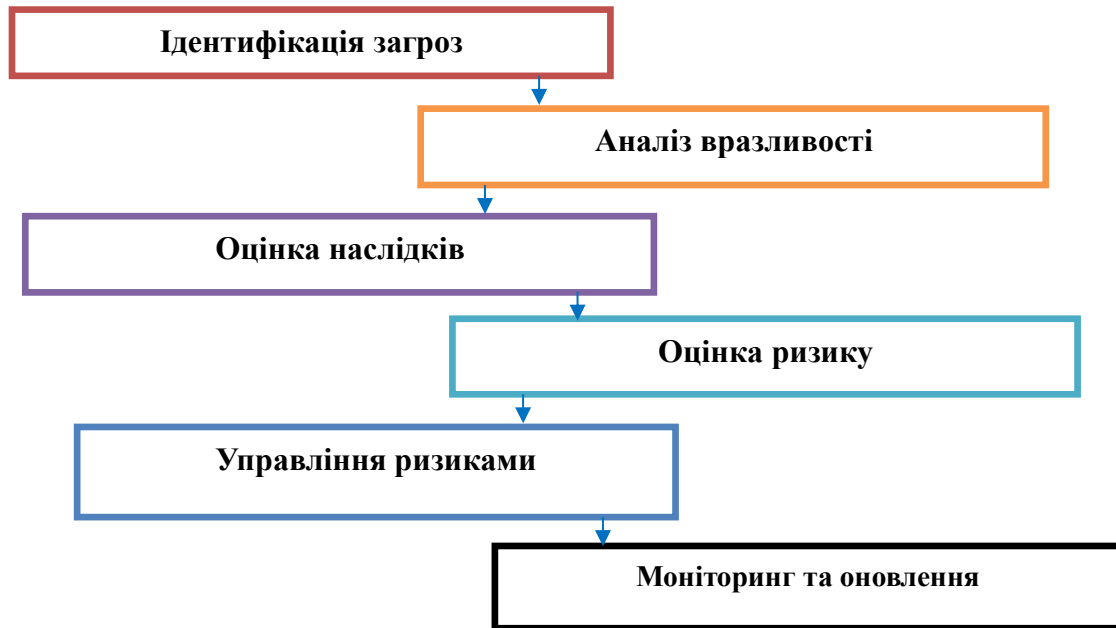 Ідентифікація загроз
Аналіз вразливості
Оцінка наслідків
Оцінка ризику
Управління ризиками
Моніторинг та оновлення